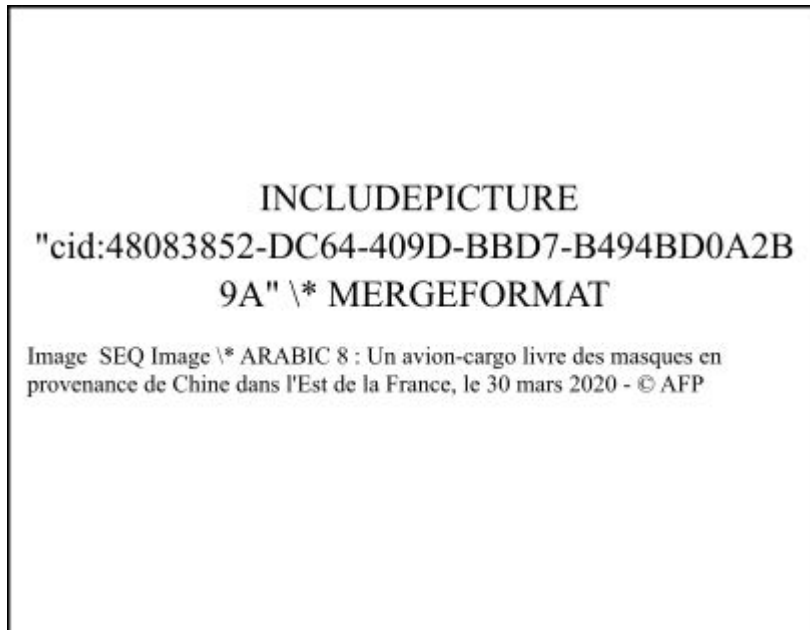 INCLUDEPICTURE
"cid:48083852-DC64-409D-BBD7-B494BD0A2B
9A" \* MERGEFORMAT
Image  SEQ Image \* ARABIC 8 : Un avion-cargo livre des masques en
provenance de Chine dans l'Est de la France, le 30 mars 2020 - © AFP